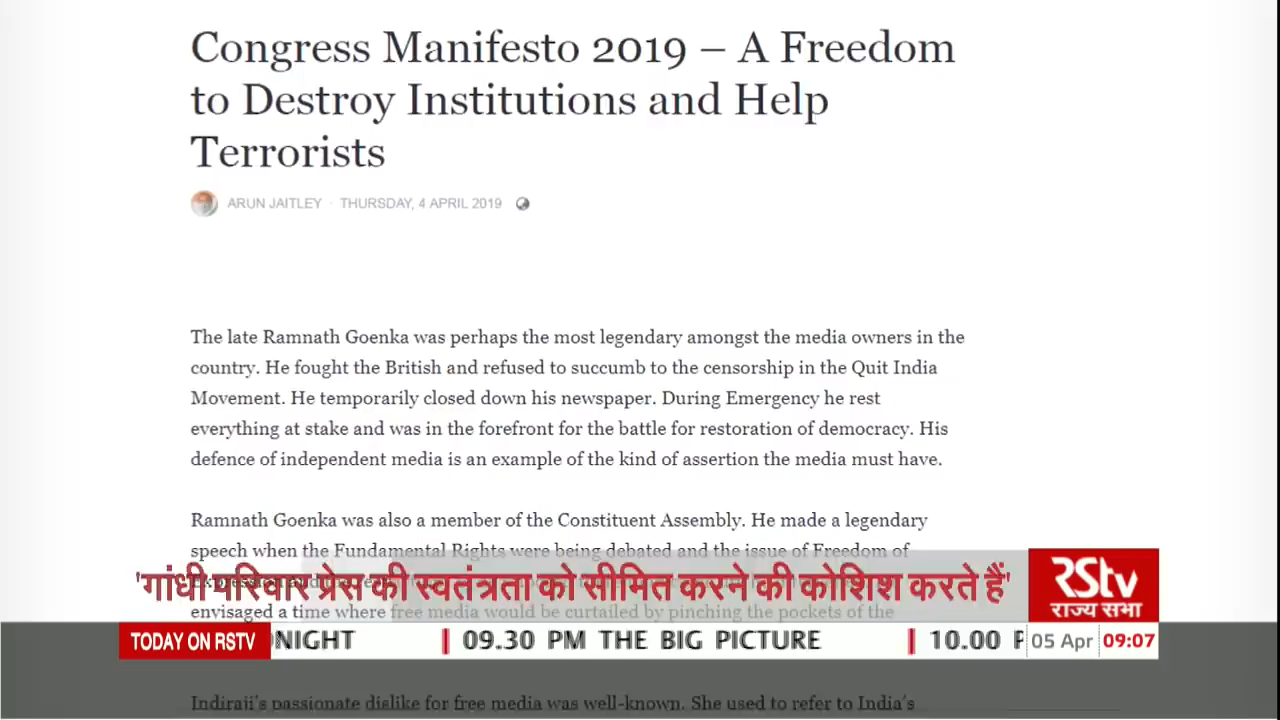 Congress Manifesto 2019 – A Freedom
to Destroy Institutions and Help
Terrorists
ARUN JAITLEY · THURSDAY, 4 APRIL 2019
The late Ramnath Goenka was perhaps the most legendary amongst the media owners in the
country. He fought the British and refused to succumb to the censorship in the Quit India
Movement. He temporarily closed down his newspaper. During Emergency he rest
everything at stake and was in the forefront for the battle for restoration of democracy. His
defence of independent media is an example of the kind of assertion the media must have.
Ramnath Goenka was also a member of the Constituent Assembly. He made a legendary
speech when the Fundamental Rights were being debated and the issue of Freedom of
'गांधी परिवार प्रेस की स्वतंत्रता को सीमित करने की कोशिश करते हैं'
RSTV
राज्य सभा
envisaged a time where free media would be curtailed by pinching the pockets of the
TODAY ON RSTV
NIGHT | 09.30 PM THE BIG PICTURE | 10.00 P
05 Apr 09:07
Indiraji's passionate dislike for free media was well-known. She used to refer to India's